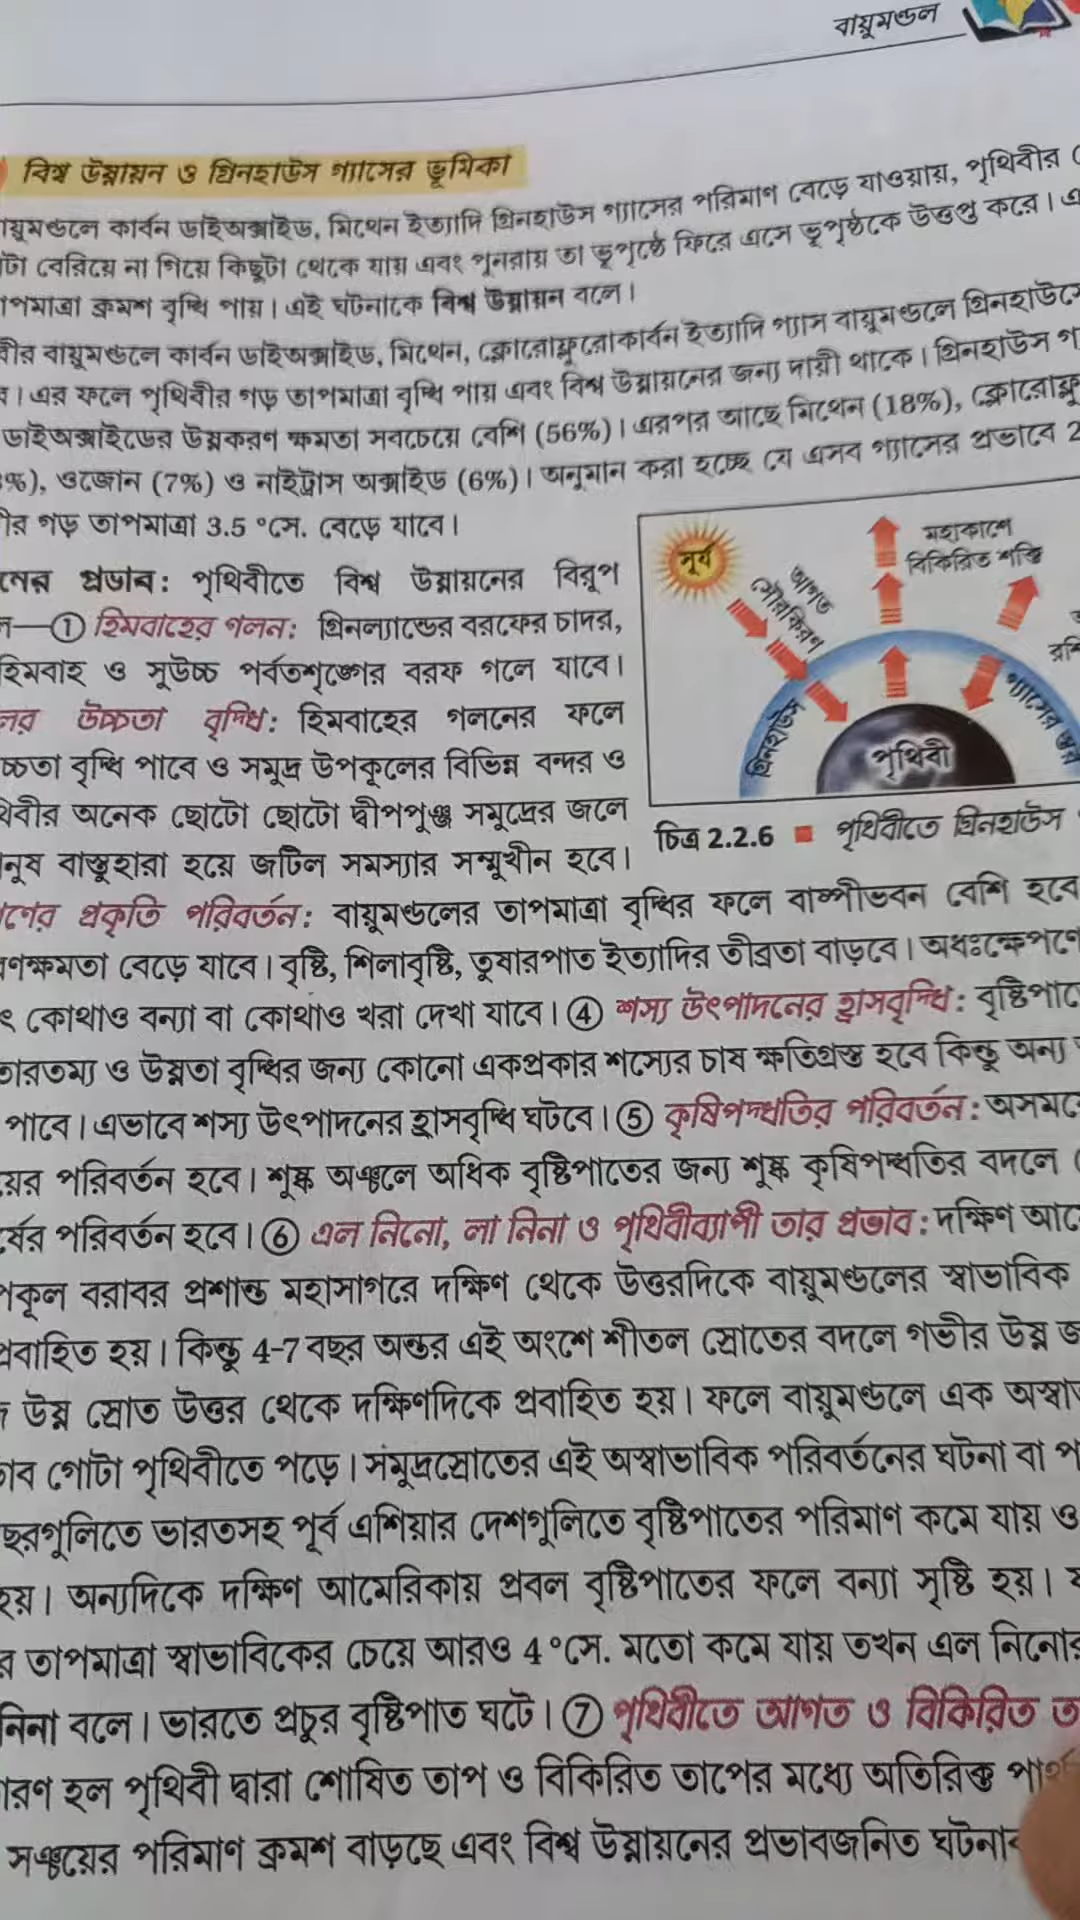 বায়ুমণ্ডল
বিশ্ব উষ্ণায়ন ও গ্রিনহাউস গ্যাসের ভূমিকা
য়ুমণ্ডলে কার্বন ডাইঅক্সাইড, মিথেন ইত্যাদি গ্রিনহাউস গ্যাসের পরিমাণ বেড়ে যাওয়ায়, পৃথিবীর
টা বেরিয়ে না গিয়ে কিছুটা থেকে যায় এবং পুনরায় তা ভূপৃষ্ঠে ফিরে এসে ভূপৃষ্ঠকে উত্তপ্ত করে। এ
পমাত্রা ক্রমশ বৃদ্ধি পায়। এই ঘটনাকে বিশ্ব উষ্ণায়ন বলে।
বীর বায়ুমণ্ডলে কার্বন ডাইঅক্সাইড, মিথেন, ক্লোরোফ্লুরোকার্বন ইত্যাদি গ্যাস বায়ুমণ্ডলে গ্রিনহাউসে
। এর ফলে পৃথিবীর গড় তাপমাত্রা বৃদ্ধি পায় এবং বিশ্ব উষ্ণায়নের জন্য দায়ী থাকে। গ্রিনহাউস গ
ডাইঅক্সাইডের উষ্ণকরণ ক্ষমতা সবচেয়ে বেশি (56%)। এরপর আছে মিথেন (18%), ক্লোরোফ্লু
%), ওজোন (7%) ও নাইট্রাস অক্সাইড (6%)। অনুমান করা হচ্ছে যে এসব গ্যাসের প্রভাবে 2
ীর গড় তাপমাত্রা 3.5 °সে. বেড়ে যাবে।
নের প্রভাব: পৃথিবীতে বিশ্ব উষ্ণায়নের বিরূপ
ল—① হিমবাহের গলন: গ্রিনল্যান্ডের বরফের চাদর,
হিমবাহ ও সুউচ্চ পর্বতশৃঙ্গের বরফ গলে যাবে।
লের উচ্চতা বৃদ্ধি: হিমবাহের গলনের ফলে
চ্চতা বৃদ্ধি পাবে ও সমুদ্র উপকূলের বিভিন্ন বন্দর ও
থিবীর অনেক ছোটো ছোটো দ্বীপপুঞ্জ সমুদ্রের জলে
নুষ বাস্তুহারা হয়ে জটিল সমস্যার সম্মুখীন হবে।
সূর্য
আগত সৌরকিরণ
মহাকাশে
বিকিরিত শক্তি
রশ্মি
গ্রিনহাউস গ্যাসের স্তর
পৃথিবী
চিত্র 2.2.6 ■ পৃথিবীতে গ্রিনহাউস
ণের প্রকৃতি পরিবর্তন: বায়ুমণ্ডলের তাপমাত্রা বৃদ্ধির ফলে বাষ্পীভবন বেশি হবে
ণক্ষমতা বেড়ে যাবে। বৃষ্টি, শিলাবৃষ্টি, তুষারপাত ইত্যাদির তীব্রতা বাড়বে। অধঃক্ষেপণে
ৎ কোথাও বন্যা বা কোথাও খরা দেখা যাবে। ④ শস্য উৎপাদনের হ্রাসবৃদ্ধি: বৃষ্টিপাতে
তারতম্য ও উষ্ণতা বৃদ্ধির জন্য কোনো একপ্রকার শস্যের চাষ ক্ষতিগ্রস্ত হবে কিন্তু অন্য
পাবে। এভাবে শস্য উৎপাদনের হ্রাসবৃদ্ধি ঘটবে। ⑤ কৃষিপদ্ধতির পরিবর্তন: অসময়ে
য়ের পরিবর্তন হবে। শুষ্ক অঞ্চলে অধিক বৃষ্টিপাতের জন্য শুষ্ক কৃষিপদ্ধতির বদলে
র্ষের পরিবর্তন হবে। ⑥ এল নিনো, লা নিনা ও পৃথিবীব্যাপী তার প্রভাব: দক্ষিণ আমে
পকূল বরাবর প্রশান্ত মহাসাগরে দক্ষিণ থেকে উত্তরদিকে বায়ুমণ্ডলের স্বাভাবিক
প্রবাহিত হয়। কিন্তু 4-7 বছর অন্তর এই অংশে শীতল স্রোতের বদলে গভীর উষ্ণ জ
উষ্ণ স্রোত উত্তর থেকে দক্ষিণদিকে প্রবাহিত হয়। ফলে বায়ুমণ্ডলে এক অস্বাভ
ভাব গোটা পৃথিবীতে পড়ে। সমুদ্রস্রোতের এই অস্বাভাবিক পরিবর্তনের ঘটনা বা প
ছরগুলিতে ভারতসহ পূর্ব এশিয়ার দেশগুলিতে বৃষ্টিপাতের পরিমাণ কমে যায় ও
হয়। অন্যদিকে দক্ষিণ আমেরিকায় প্রবল বৃষ্টিপাতের ফলে বন্যা সৃষ্টি হয়। য
র তাপমাত্রা স্বাভাবিকের চেয়ে আরও 4 °সে. মতো কমে যায় তখন এল নিনোর
নিনা বলে। ভারতে প্রচুর বৃষ্টিপাত ঘটে। ⑦ পৃথিবীতে আগত ও বিকিরিত ত
ারণ হল পৃথিবী দ্বারা শোষিত তাপ ও বিকিরিত তাপের মধ্যে অতিরিক্ত পার্থ
সঞ্চয়ের পরিমাণ ক্রমশ বাড়ছে এবং বিশ্ব উষ্ণায়নের প্রভাবজনিত ঘটনাব